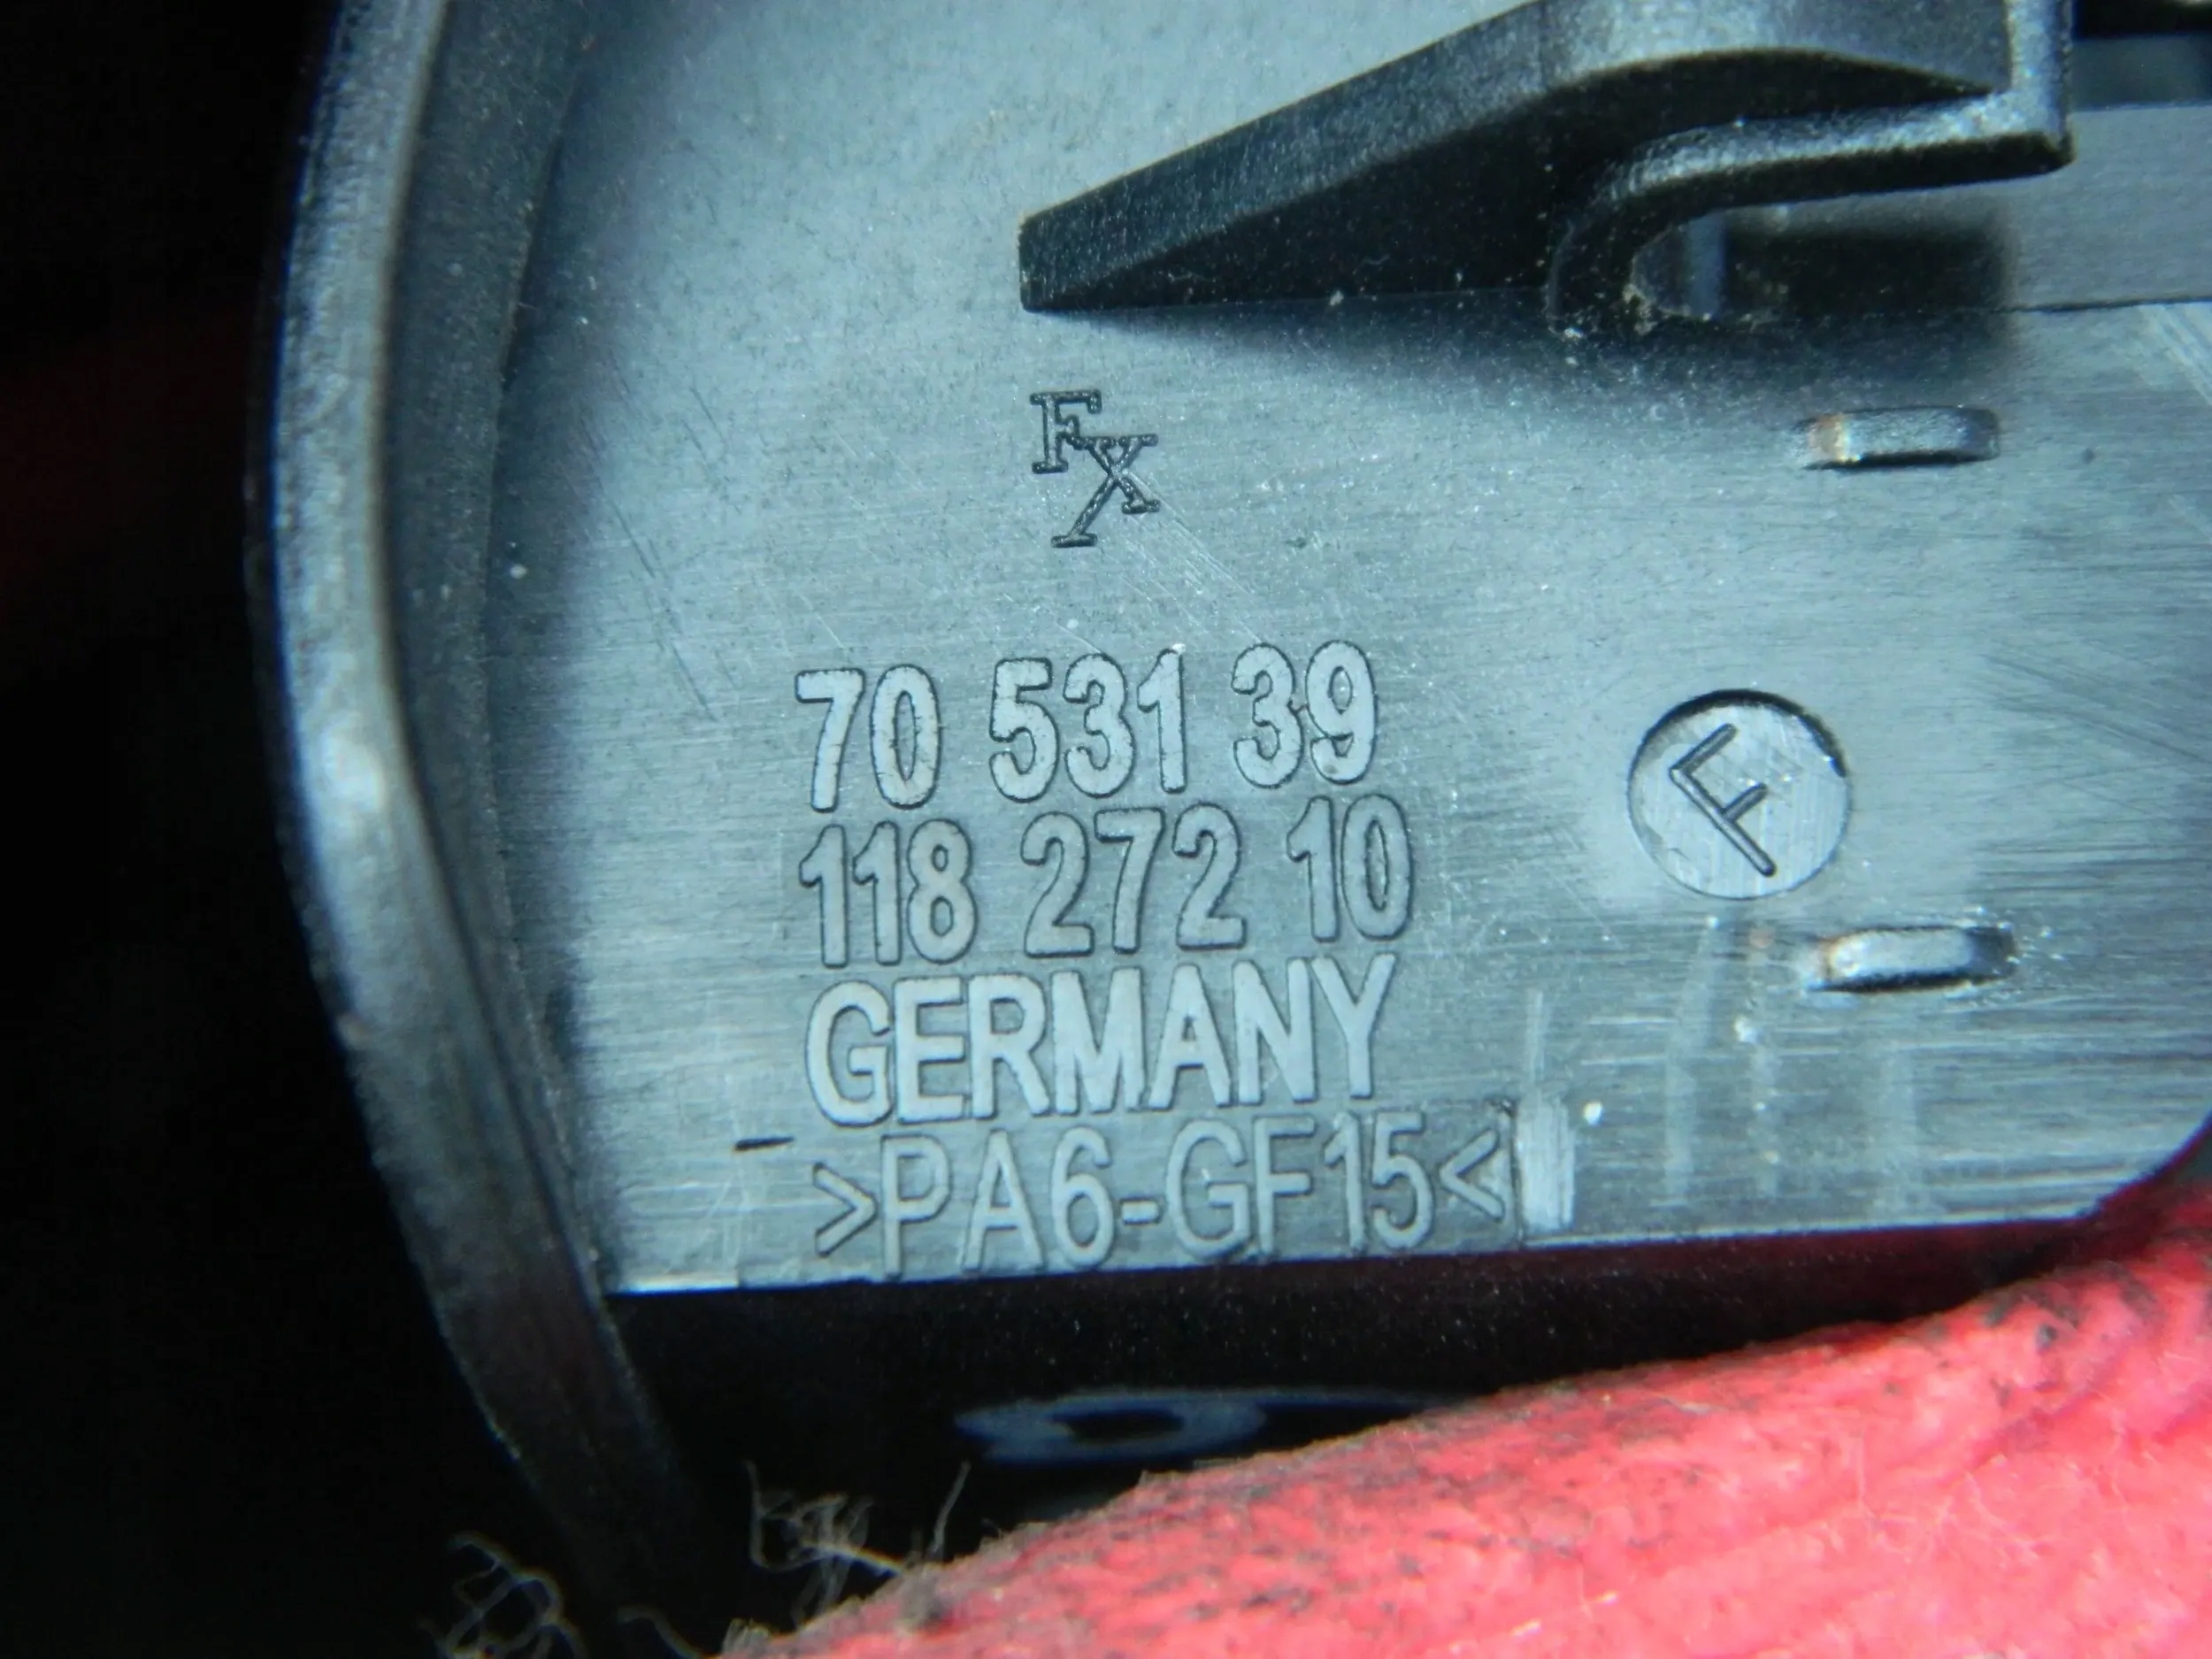 FX
70 531 39
118 272 10
F
GERMANY
>PA6-GF15<